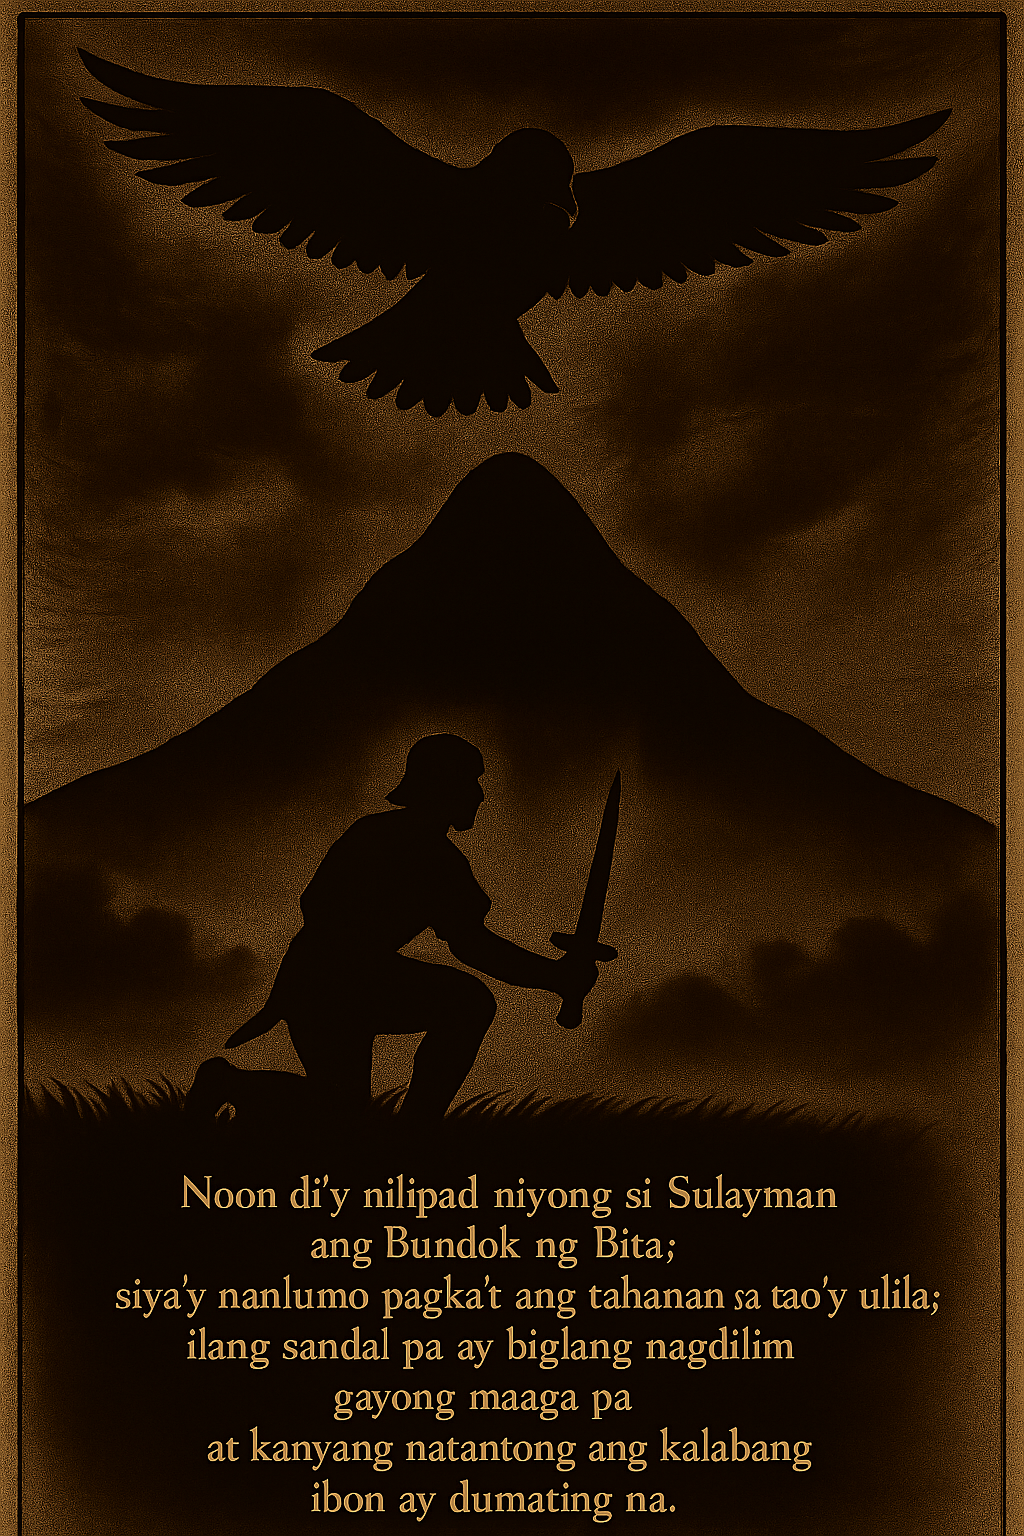 Noon di'y nilipad niyong si Sulayman
ang Bundok ng Bita;
siya'y nanlumo pagka't ang tahanan sa tao'y ulila;
ilang sandal pa ay biglang nagdilim
gayong maaga pa
at kanyang natantong ang kalabang
ibon ay dumating na.